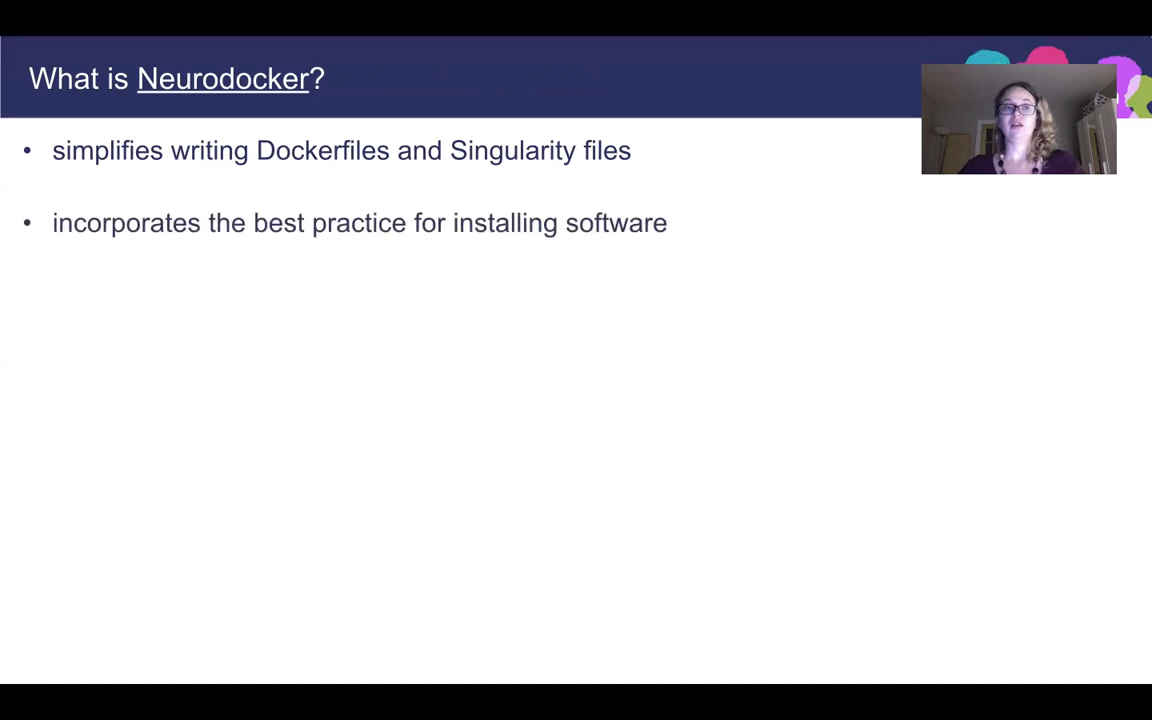 What is Neurodocker?
• simplifies writing Dockerfiles and Singularity files
• incorporates the best practice for installing software